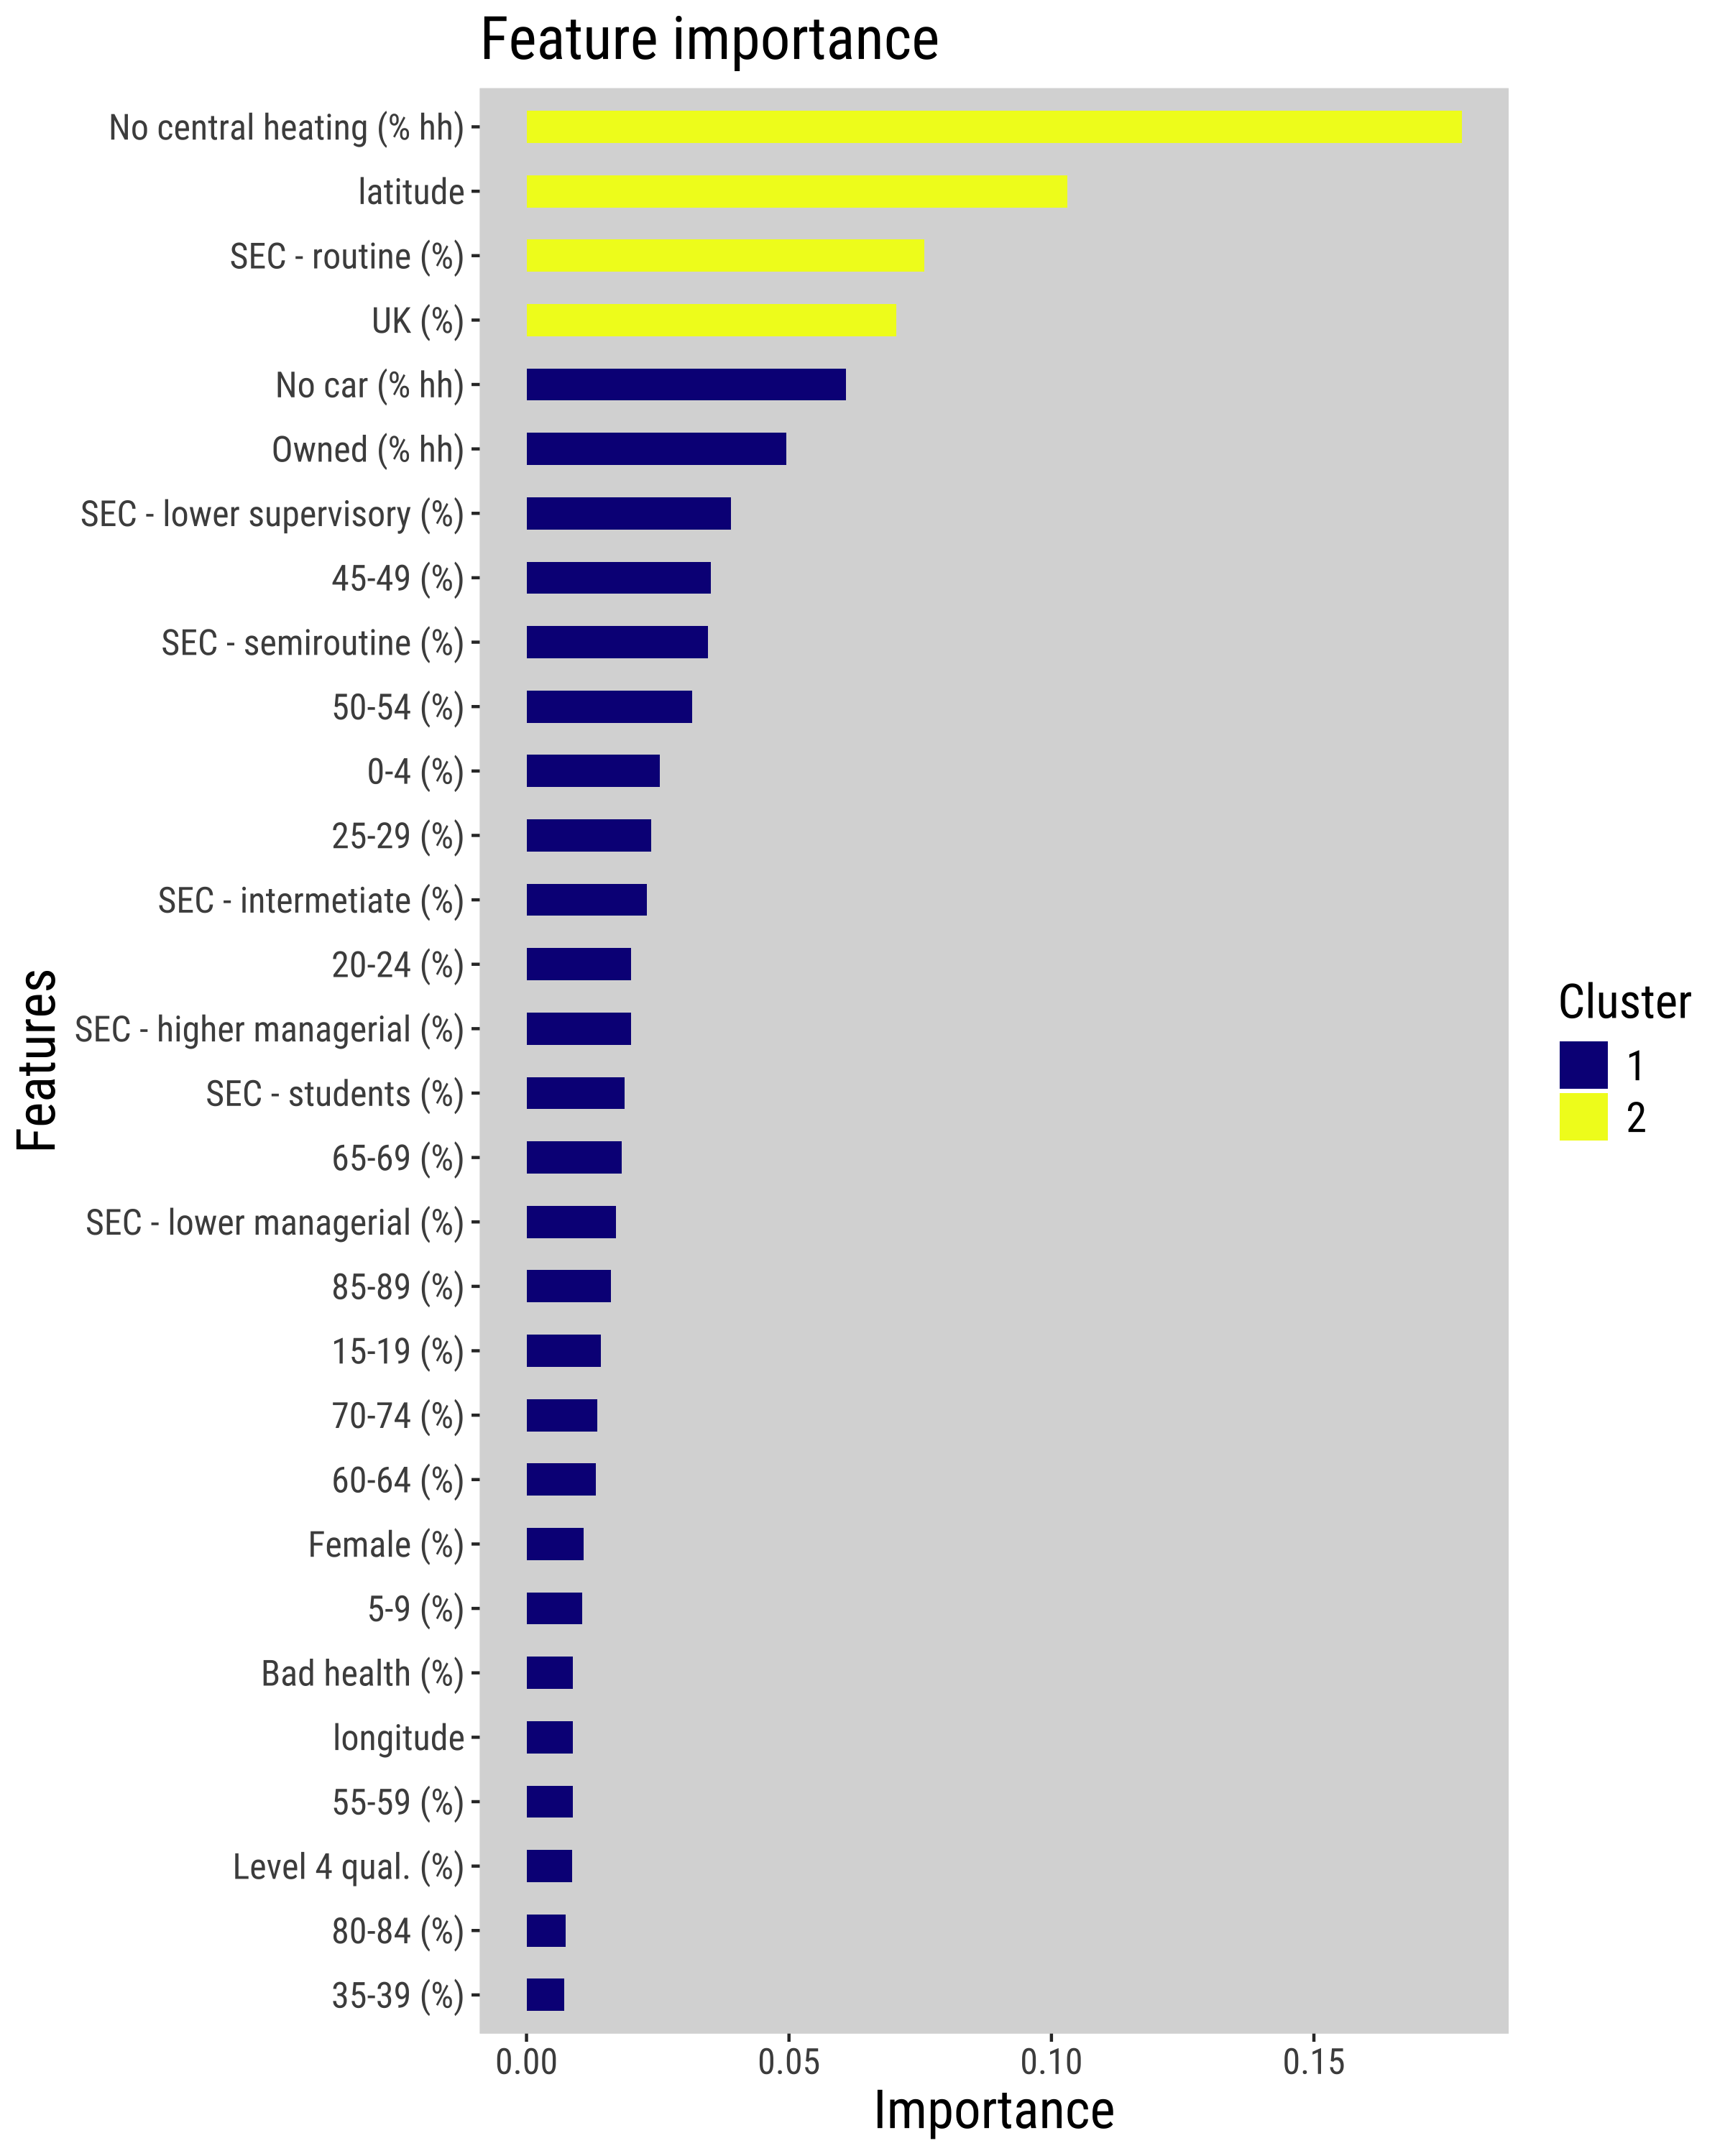 Feature importance
No central heating (% hh)
latitude
SEC - routine (%)
UK (%)
No car (% hh)
Owned (% hh)
SEC - lower supervisory (%)
45-49 (%)
SEC - semiroutine (%)
50-54 (%)
0-4 (%)
25-29 (%)
SEC - intermetiate (%)
20-24 (%)
SEC - higher managerial (%)
SEC - students (%)
65-69 (%)
SEC - lower managerial (%)
85-89 (%)
15-19 (%)
70-74 (%)
60-64 (%)
Female (%)
5-9 (%)
Bad health (%)
longitude
55-59 (%)
Level 4 qual. (%)
80-84 (%)
35-39 (%)
Features
0.00 0.05 0.10 0.15
Importance
Cluster
1
2